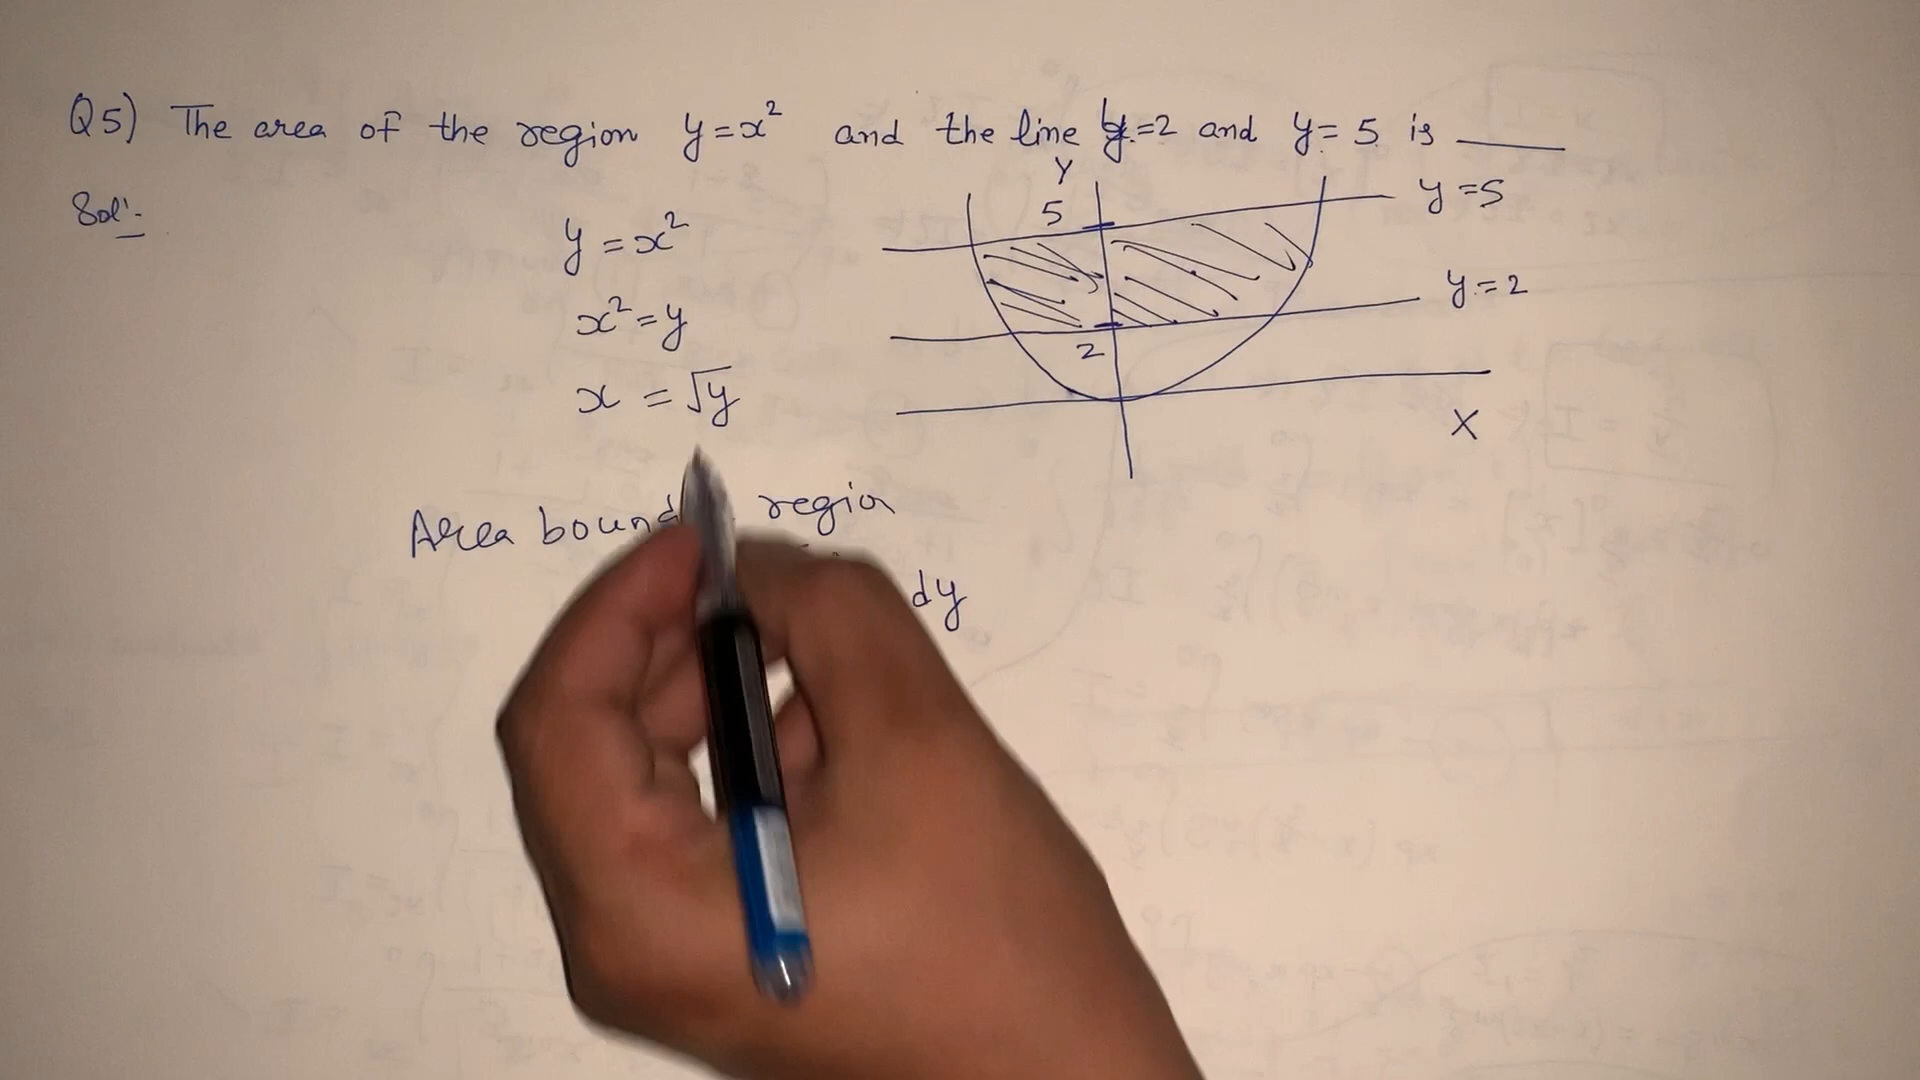 Q5) The area of the region y=x² and the line y=2 and y=5 is ____
Sol:-
y=x²
x²=y
x=√y
Y
5
y=5
y=2
2
X
Area region
dy